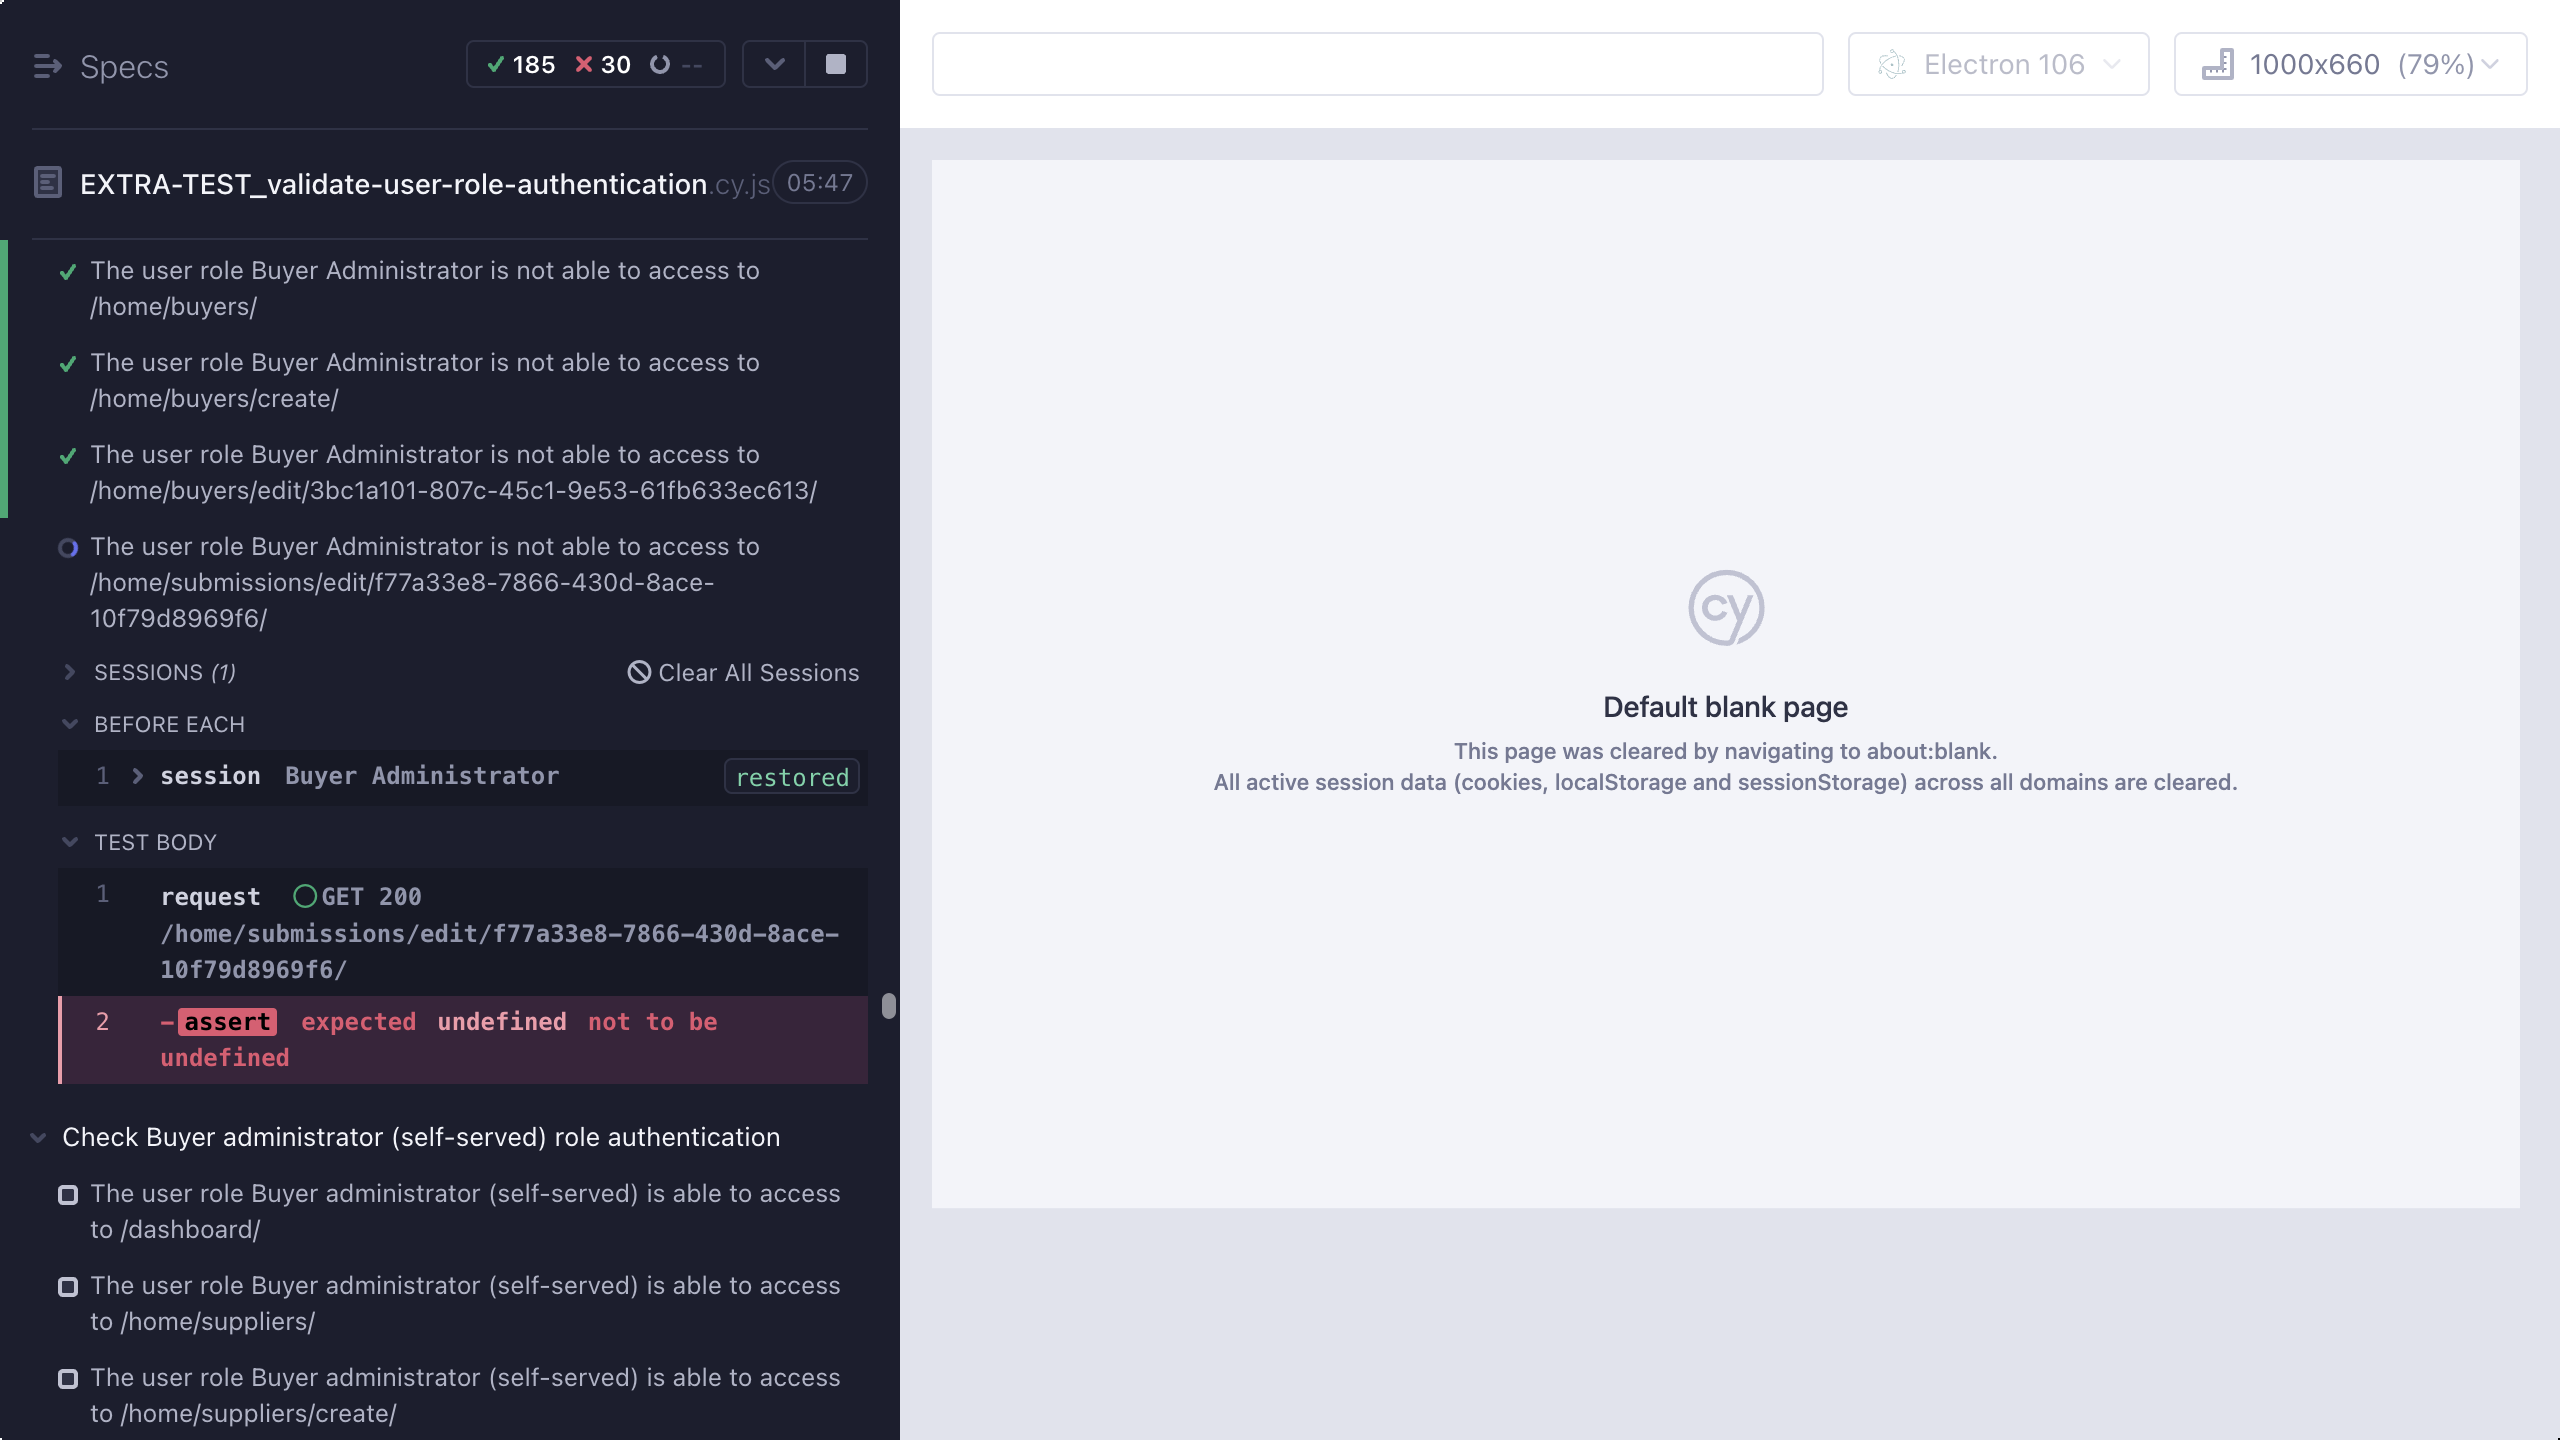 Specs
185 30 --
EXTRA-TEST_validate-user-role-authentication.cy.js 05:47
The user role Buyer Administrator is not able to access to
/home/buyers/
The user role Buyer Administrator is not able to access to
/home/buyers/create/
The user role Buyer Administrator is not able to access to
/home/buyers/edit/3bc1a101-807c-45c1-9e53-61fb633ec613/
The user role Buyer Administrator is not able to access to
/home/submissions/edit/f77a33e8-7866-430d-8ace-
10f79d8969f6/
SESSIONS (1) Clear All Sessions
BEFORE EACH
1 session Buyer Administrator restored
TEST BODY
1 request GET 200
/home/submissions/edit/f77a33e8-7866-430d-8ace-
10f79d8969f6/
2 -assert expected undefined not to be
undefined
Check Buyer administrator (self-served) role authentication
The user role Buyer administrator (self-served) is able to access
to /dashboard/
The user role Buyer administrator (self-served) is able to access
to /home/suppliers/
The user role Buyer administrator (self-served) is able to access
to /home/suppliers/create/
Electron 106
1000x660 (79%)
cy
Default blank page
This page was cleared by navigating to about:blank.
All active session data (cookies, localStorage and sessionStorage) across all domains are cleared.